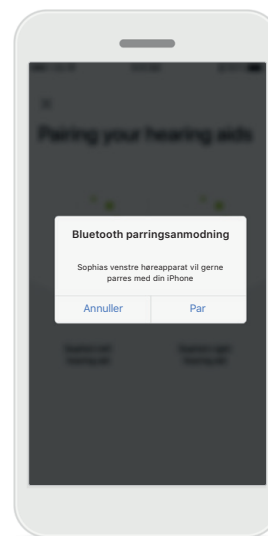 Pairing your hearing aids
Bluetooth parringsanmodning
Sophias venstre høreapparat vil gerne
parres med din iPhone
Annuller
Par